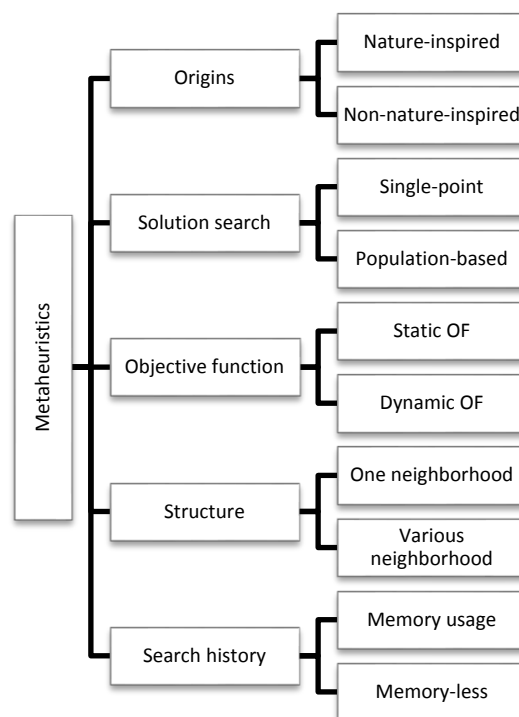 Metaheuristics
Origins
Nature-inspired
Non-nature-inspired
Solution search
Single-point
Population-based
Objective function
Static OF
Dynamic OF
Structure
One neighborhood
Various
neighborhood
Search history
Memory usage
Memory-less